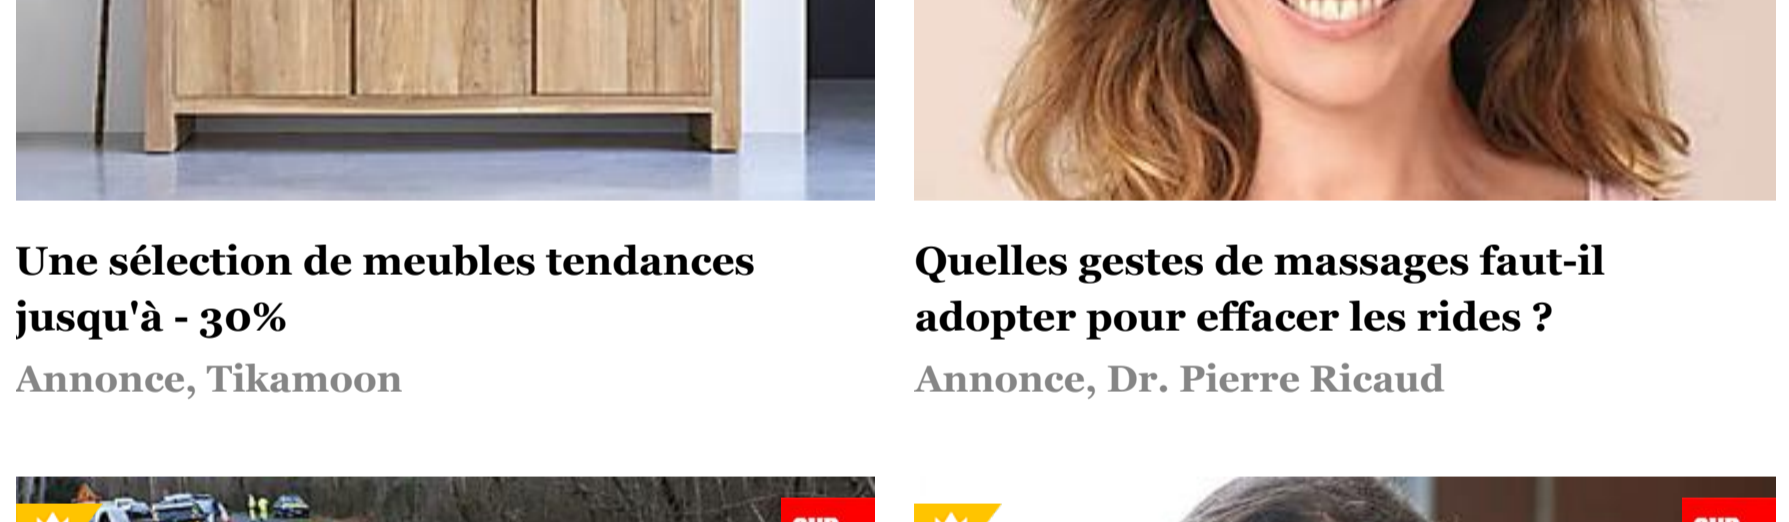 Une sélection de meubles tendances
jusqu'à - 30%
Annonce, Tikamoon
Quelles gestes de massages faut-il
adopter pour effacer les rides ?
Annonce, Dr. Pierre Ricaud